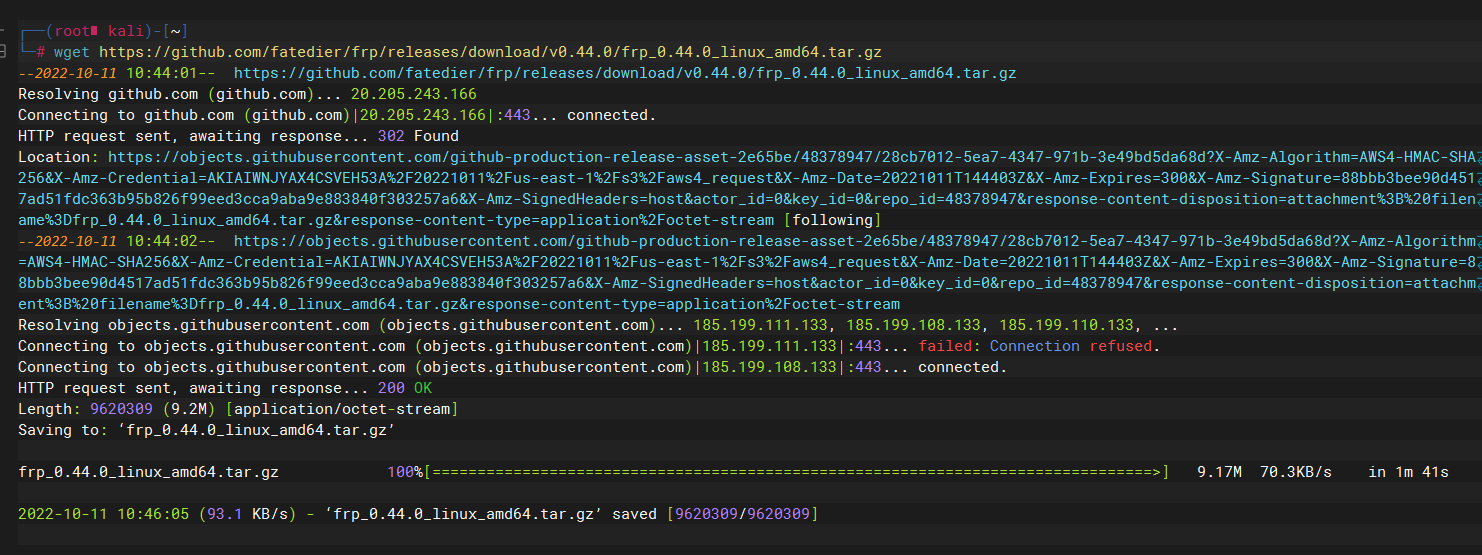 ┌──(root kali)-[~]
└─# wget https://github.com/fatedier/frp/releases/download/v0.44.0/frp_0.44.0_linux_amd64.tar.gz
--2022-10-11 10:44:01--  https://github.com/fatedier/frp/releases/download/v0.44.0/frp_0.44.0_linux_amd64.tar.gz
Resolving github.com (github.com)... 20.205.243.166
Connecting to github.com (github.com)|20.205.243.166|:443... connected.
HTTP request sent, awaiting response... 302 Found
Location: https://objects.githubusercontent.com/github-production-release-asset-2e65be/48378947/28cb7012-5ea7-4347-971b-3e49bd5da68d?X-Amz-Algorithm=AWS4-HMAC-SHA
256&X-Amz-Credential=AKIAIWNJYAX4CSVEH53A%2F20221011%2Fus-east-1%2Fs3%2Faws4_request&X-Amz-Date=20221011T144403Z&X-Amz-Expires=300&X-Amz-Signature=88bbb3bee90d451
7ad51fdc363b95b826f99eed3cca9aba9e883840f303257a6&X-Amz-SignedHeaders=host&actor_id=0&key_id=0&repo_id=48378947&response-content-disposition=attachment%3B%20filen
ame%3Dfrp_0.44.0_linux_amd64.tar.gz&response-content-type=application%2Foctet-stream [following]
--2022-10-11 10:44:02--  https://objects.githubusercontent.com/github-production-release-asset-2e65be/48378947/28cb7012-5ea7-4347-971b-3e49bd5da68d?X-Amz-Algorithm
=AWS4-HMAC-SHA256&X-Amz-Credential=AKIAIWNJYAX4CSVEH53A%2F20221011%2Fus-east-1%2Fs3%2Faws4_request&X-Amz-Date=20221011T144403Z&X-Amz-Expires=300&X-Amz-Signature=8
8bbb3bee90d4517ad51fdc363b95b826f99eed3cca9aba9e883840f303257a6&X-Amz-SignedHeaders=host&actor_id=0&key_id=0&repo_id=48378947&response-content-disposition=attachm
ent%3B%20filename%3Dfrp_0.44.0_linux_amd64.tar.gz&response-content-type=application%2Foctet-stream
Resolving objects.githubusercontent.com (objects.githubusercontent.com)... 185.199.111.133, 185.199.108.133, 185.199.110.133, ...
Connecting to objects.githubusercontent.com (objects.githubusercontent.com)|185.199.111.133|:443... failed: Connection refused.
Connecting to objects.githubusercontent.com (objects.githubusercontent.com)|185.199.108.133|:443... connected.
HTTP request sent, awaiting response... 200 OK
Length: 9620309 (9.2M) [application/octet-stream]
Saving to: ‘frp_0.44.0_linux_amd64.tar.gz’
frp_0.44.0_linux_amd64.tar.gz            100%[================================================================================>]   9.17M  70.3KB/s    in 1m 41s
2022-10-11 10:46:05 (93.1 KB/s) - ‘frp_0.44.0_linux_amd64.tar.gz’ saved [9620309/9620309]